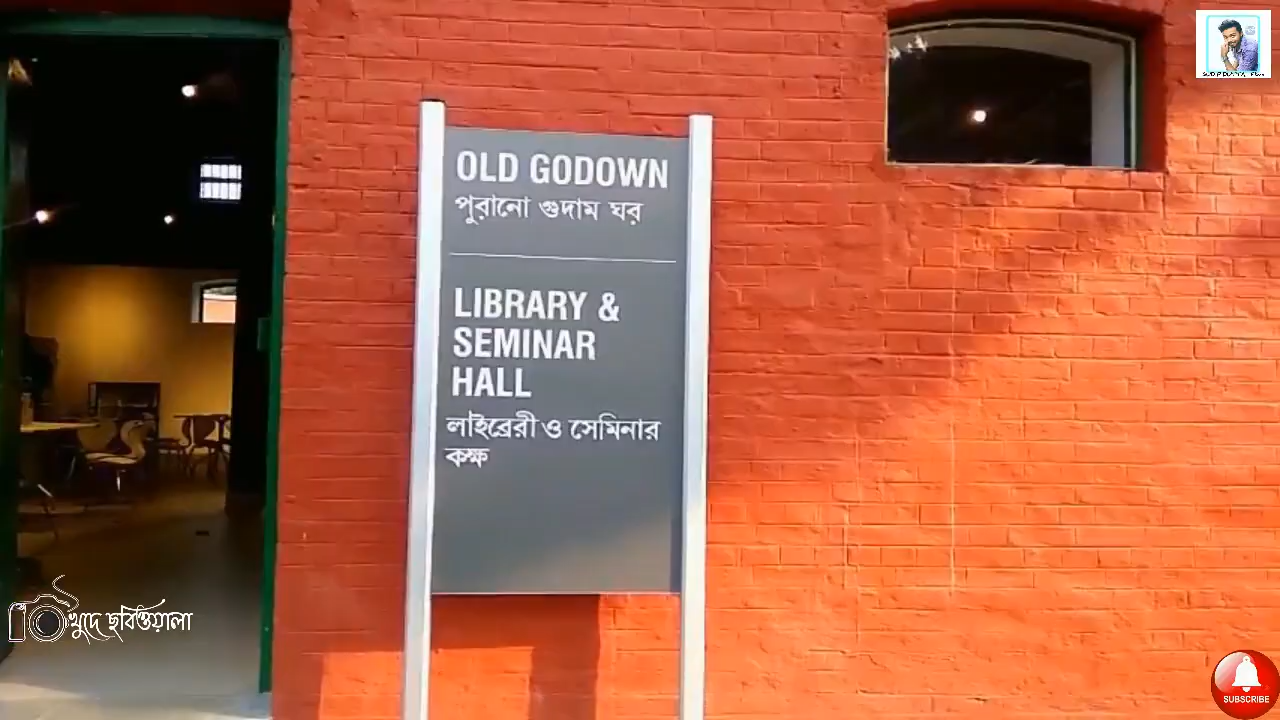 OLD GODOWN
পুরানো গুদাম ঘর
LIBRARY &
SEMINAR
HALL
লাইব্রেরী ও সেমিনার
কক্ষ
খুদে ছবিওয়ালা
SUBSCRIBE